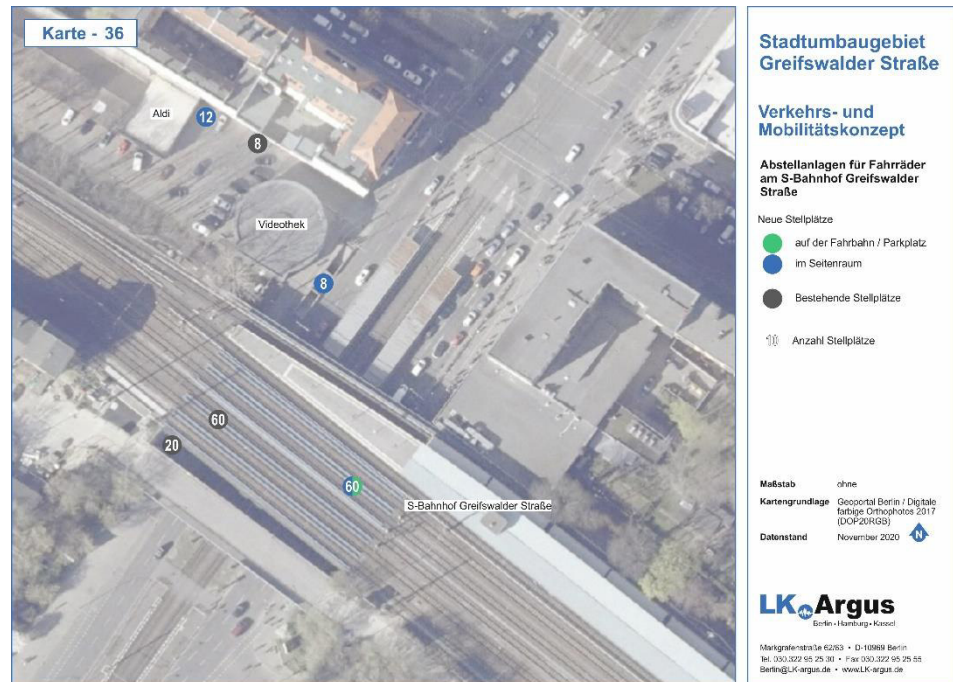 Karte - 36
Aldi
12
8
Videothek
8
60
20
60
S-Bahnhof Greifswalder Straße
Stadtumbaugebiet
Greifswalder Straße
Verkehrs- und
Mobilitätskonzept
Abstellanlagen für Fahrräder
am S-Bahnhof Greifswalder
Straße
Neue Stellplätze
auf der Fahrbahn / Parkplatz
im Seitenraum
Bestehende Stellplätze
10 Anzahl Stellplätze
Maßstab ohne
Kartengrundlage Geoportal Berlin / Digitale
farbige Orthophotos 2017
(DOP20RGB)
Datenstand November 2020 N
LK Argus
Berlin • Hamburg • Kassel
Markgrafenstraße 62/63 • D-10969 Berlin
Tel. 030.322 95 25 30 • Fax 030.322 95 25 55
Berlin@LK-argus.de • www.LK-argus.de